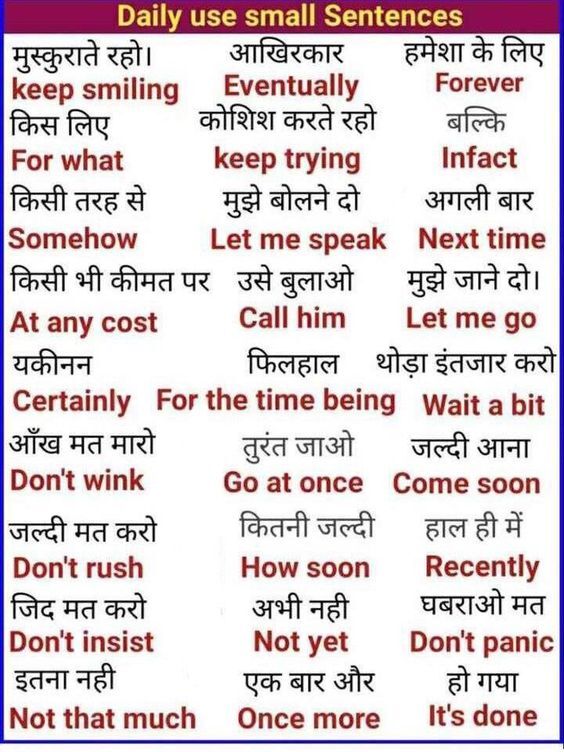 Daily use small Sentences
मुस्कुराते रहो। आखिरकार हमेशा के लिए
keep smiling Eventually Forever
किस लिए कोशिश करते रहो बल्कि
For what keep trying Infact
किसी तरह से मुझे बोलने दो अगली बार
Somehow Let me speak Next time
किसी भी कीमत पर उसे बुलाओ मुझे जाने दो।
At any cost Call him Let me go
यकीनन फिलहाल थोड़ा इंतजार करो
Certainly For the time being Wait a bit
आँख मत मारो तुरंत जाओ जल्दी आना
Don't wink Go at once Come soon
जल्दी मत करो कितनी जल्दी हाल ही में
Don't rush How soon Recently
जिद मत करो अभी नही घबराओ मत
Don't insist Not yet Don't panic
इतना नही एक बार और हो गया
Not that much Once more It's done